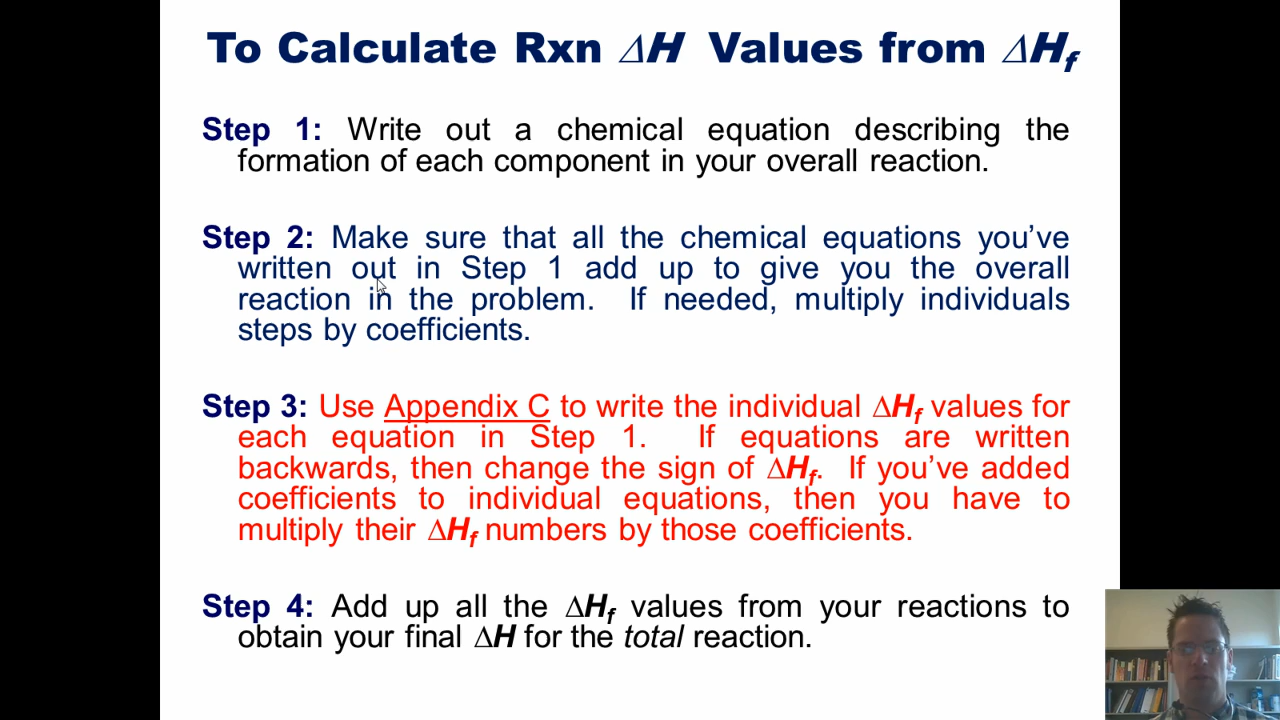 To Calculate Rxn ΔH Values from ΔHf
Step 1: Write out a chemical equation describing the
formation of each component in your overall reaction.
Step 2: Make sure that all the chemical equations you've
written out in Step 1 add up to give you the overall
reaction in the problem. If needed, multiply individuals
steps by coefficients.
Step 3: Use Appendix C to write the individual ΔHf values for
each equation in Step 1. If equations are written
backwards, then change the sign of ΔHf. If you've added
coefficients to individual equations, then you have to
multiply their ΔHf numbers by those coefficients.
Step 4: Add up all the ΔHf values from your reactions to
obtain your final ΔH for the total reaction.